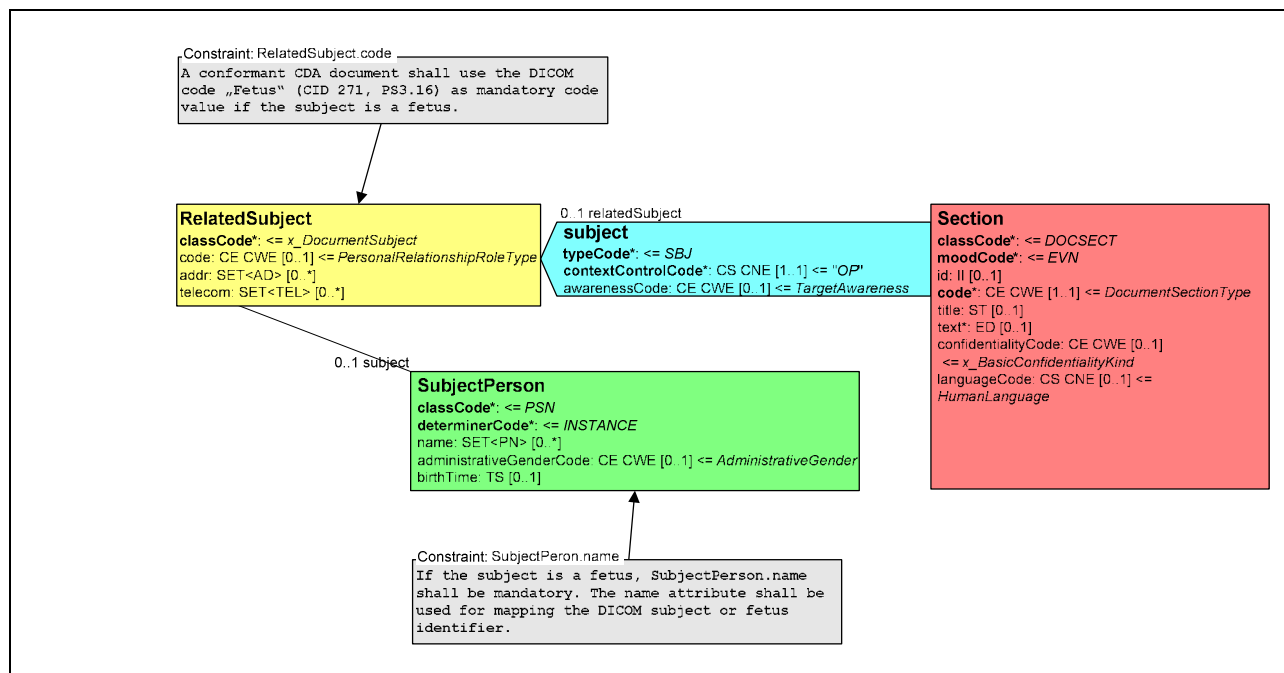 Constraint: RelatedSubject.code
A conformant CDA document shall use the DICOM
code „Fetus“ (CID 271, PS3.16) as mandatory code
value if the subject is a fetus.
RelatedSubject
classCode*: <= x_DocumentSubject
code: CE CWE [0..1] <= PersonalRelationshipRoleType
addr: SET<AD> [0..*]
telecom: SET<TEL> [0..*]
0..1 relatedSubject
subject
typeCode*: <= SBJ
contextControlCode*: CS CNE [1..1] <= "OP"
awarenessCode: CE CWE [0..1] <= TargetAwareness
Section
classCode*: <= DOCSECT
moodCode*: <= EVN
id: II [0..1]
code*: CE CWE [1..1] <= DocumentSectionType
title: ST [0..1]
text*: ED [0..1]
confidentialityCode: CE CWE [0..1]
<= x_BasicConfidentialityKind
languageCode: CS CNE [0..1] <=
HumanLanguage
0..1 subject
SubjectPerson
classCode*: <= PSN
determinerCode*: <= INSTANCE
name: SET<PN> [0..*]
administrativeGenderCode: CE CWE [0..1] <= AdministrativeGender
birthTime: TS [0..1]
Constraint: SubjectPeron.name
If the subject is a fetus, SubjectPerson.name
shall be mandatory. The name attribute shall be
used for mapping the DICOM subject or fetus
identifier.